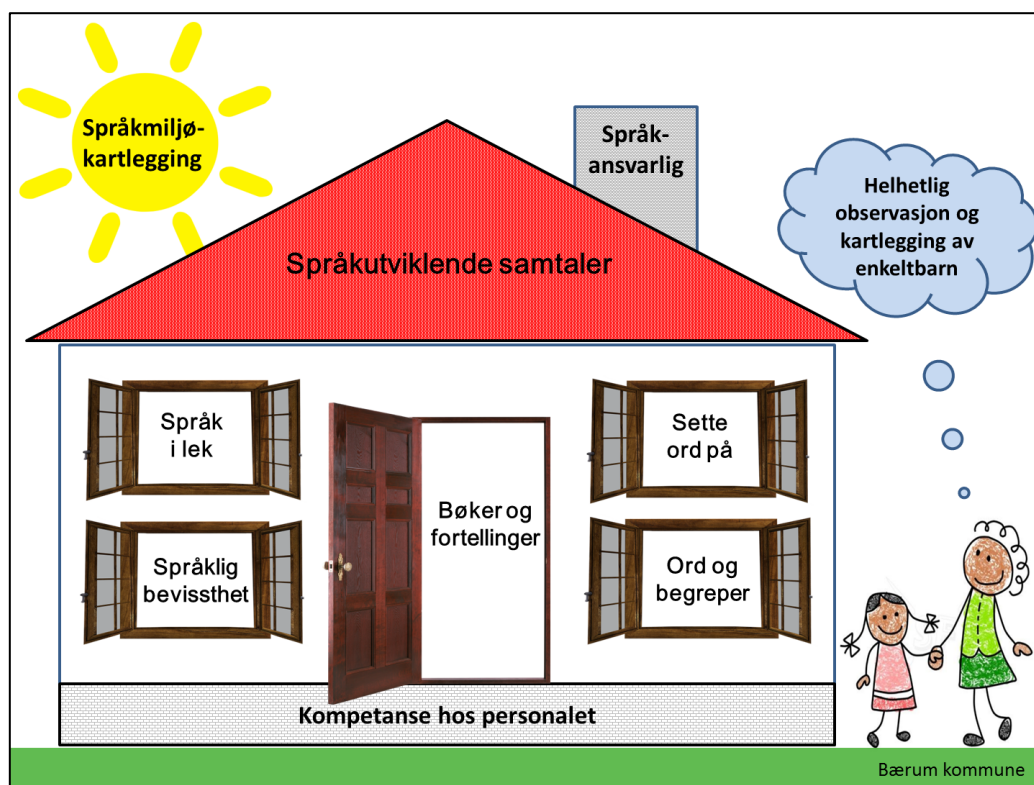 Språkmiljø-
kartlegging
Språk-
ansvarlig
Helhetlig
observasjon og
kartlegging av
enkeltbarn
Språkutviklende samtaler
Språk
i lek
Sette
ord på
Bøker og
fortellinger
Språklig
bevissthet
Ord og
begreper
Kompetanse hos personalet
Bærum kommune